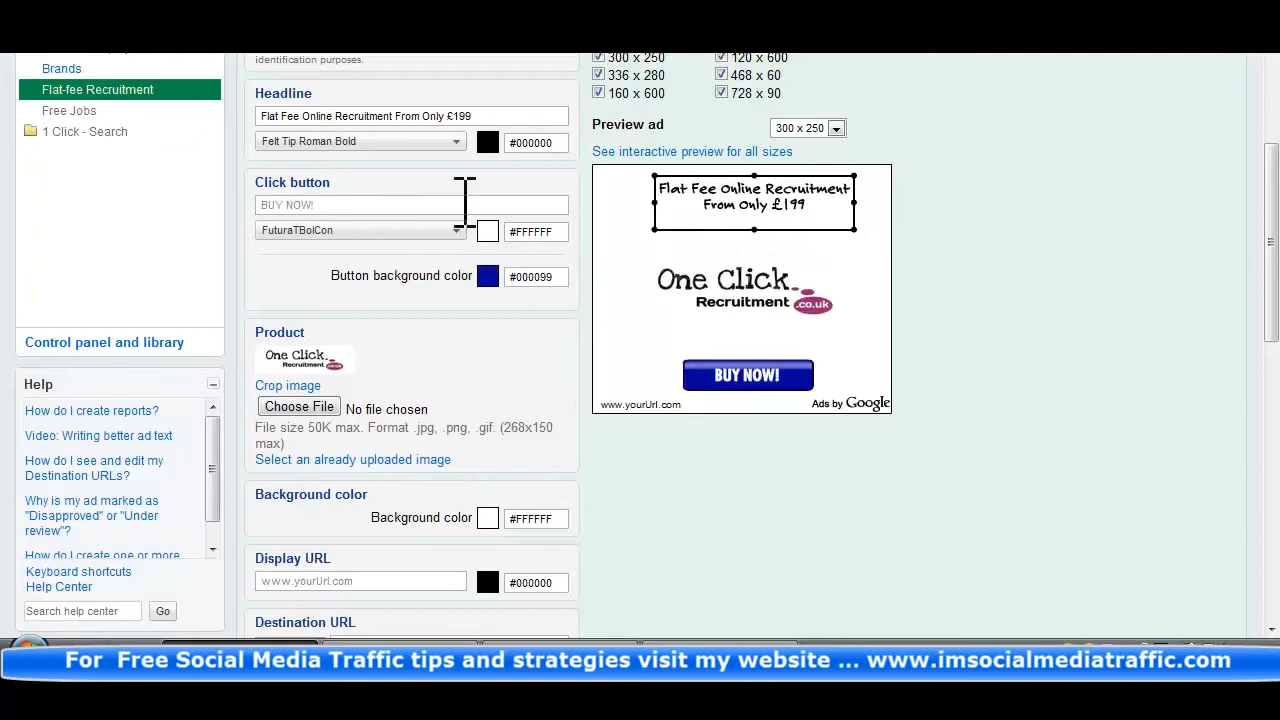 identification purposes.
Brands
Flat-fee Recruitment
Free Jobs
1 Click - Search
Control panel and library
Help
How do I create reports?
Video: Writing better ad text
How do I see and edit my
Destination URLs?
Why is my ad marked as
"Disapproved" or "Under
review"?
How do I create one or more
Keyboard shortcuts
Help Center
Search help center
Go
Headline
Flat Fee Online Recruitment From Only £199
Felt Tip Roman Bold
#000000
Click button
BUY NOW!
FuturaTBolCon
#FFFFFF
Button background color
#000099
Product
One Click..
Recruitment .co.uk
Crop image
Choose File No file chosen
File size 50K max. Format .jpg, .png, .gif. (268x150
max)
Select an already uploaded image
Background color
Background color
#FFFFFF
Display URL
www.yourUrl.com
#000000
Destination URL
300 x 250
120 x 600
336 x 280
468 x 60
160 x 600
728 x 90
Preview ad
300 x 250
See interactive preview for all sizes
Flat Fee Online Recruitment
From Only £199
One Click..
Recruitment .co.uk
BUY NOW!
www.yourUrl.com
Ads by Google
For Free Social Media Traffic tips and strategies visit my website ... www.imsocialmediatraffic.com